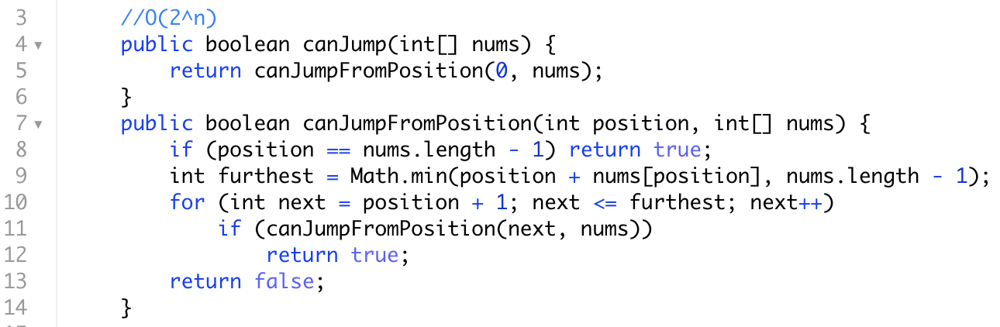 3 //O(2^n)
4 ▼ public boolean canJump(int[] nums) {
5 return canJumpFromPosition(0, nums);
6 }
7 ▼ public boolean canJumpFromPosition(int position, int[] nums) {
8 if (position == nums.length - 1) return true;
9 int furthest = Math.min(position + nums[position], nums.length - 1);
10 for (int next = position + 1; next <= furthest; next++)
11 if (canJumpFromPosition(next, nums))
12 return true;
13 return false;
14 }